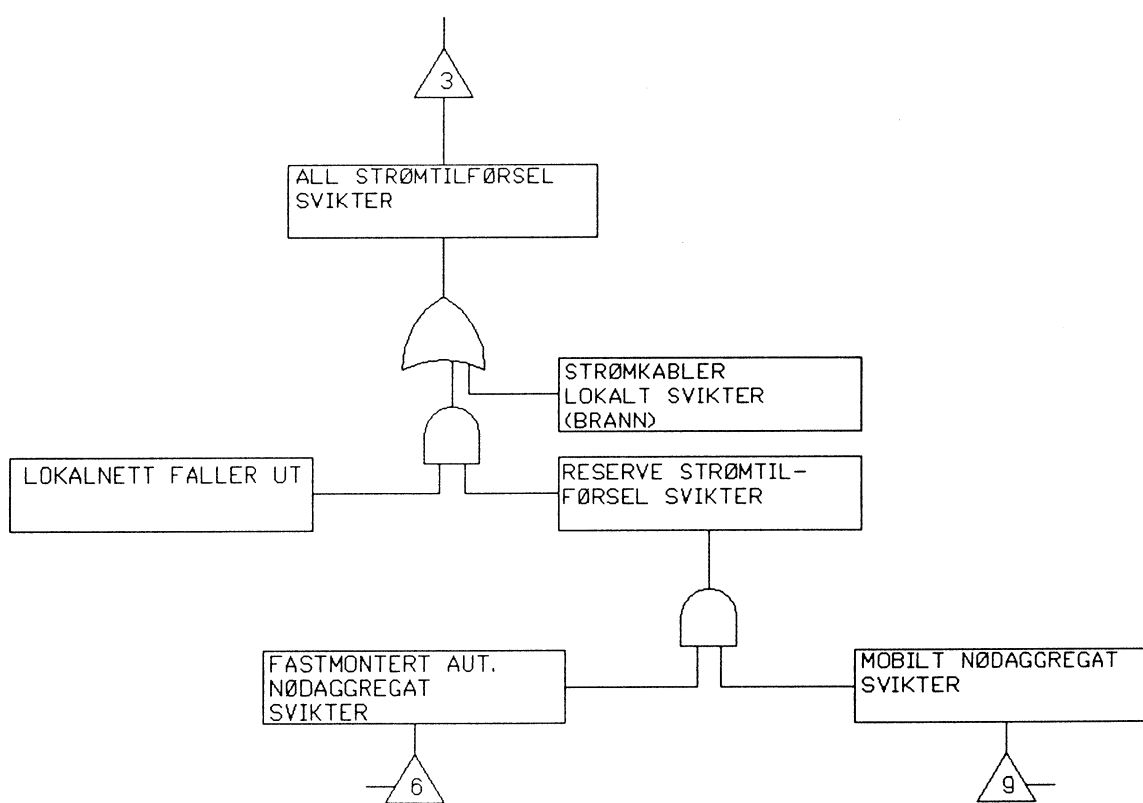 3
ALL STRØMTILFØRSEL
SVIKTER
STRØMKABLER
LOKALT SVIKTER
(BRANN)
LOKALNETT FALLER UT
RESERVE STRØMTIL-
FØRSEL SVIKTER
FASTMONTERT AUT.
NØDAGGREGAT
SVIKTER
MOBILT NØDAGGREGAT
SVIKTER
6
9